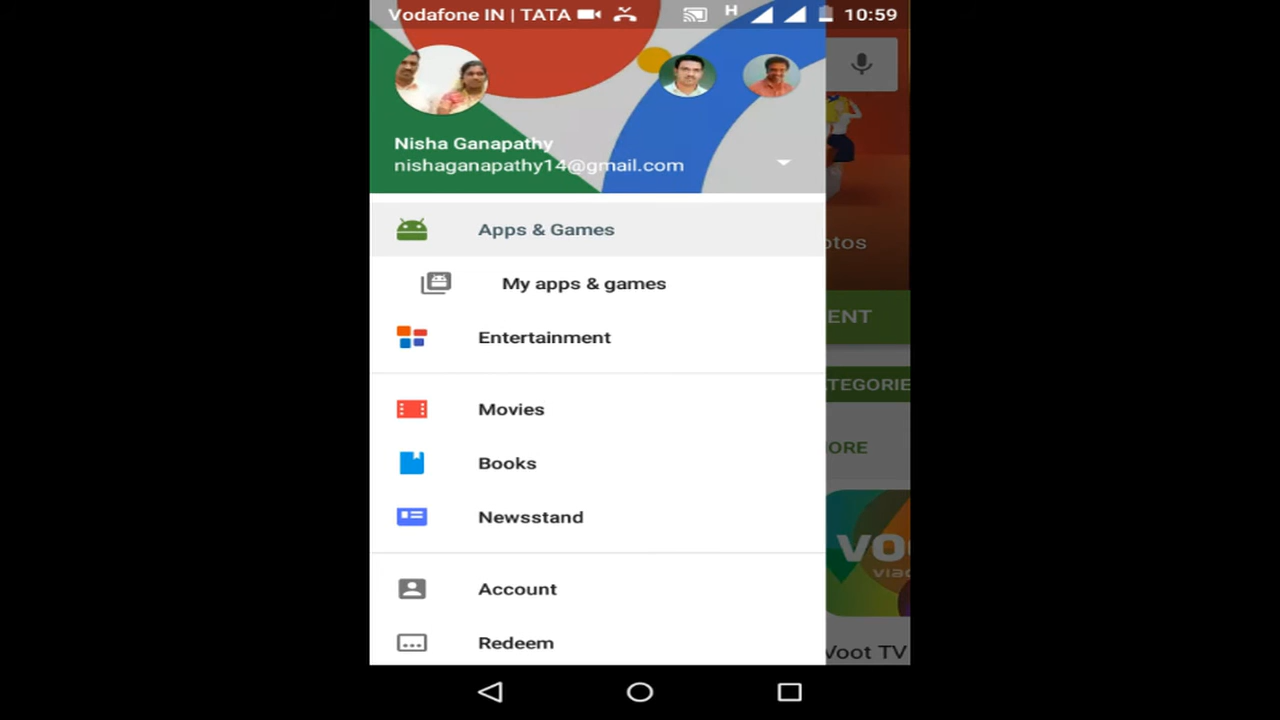 Vodafone IN | TATA H 10:59
Nisha Ganapathy
nishaganapathy14@gmail.com
Apps & Games
My apps & games
Entertainment
Movies
Books
Newsstand
Account
Redeem
otos
ENT
TEGORIE
ORE
VO
VIAC
Voot TV